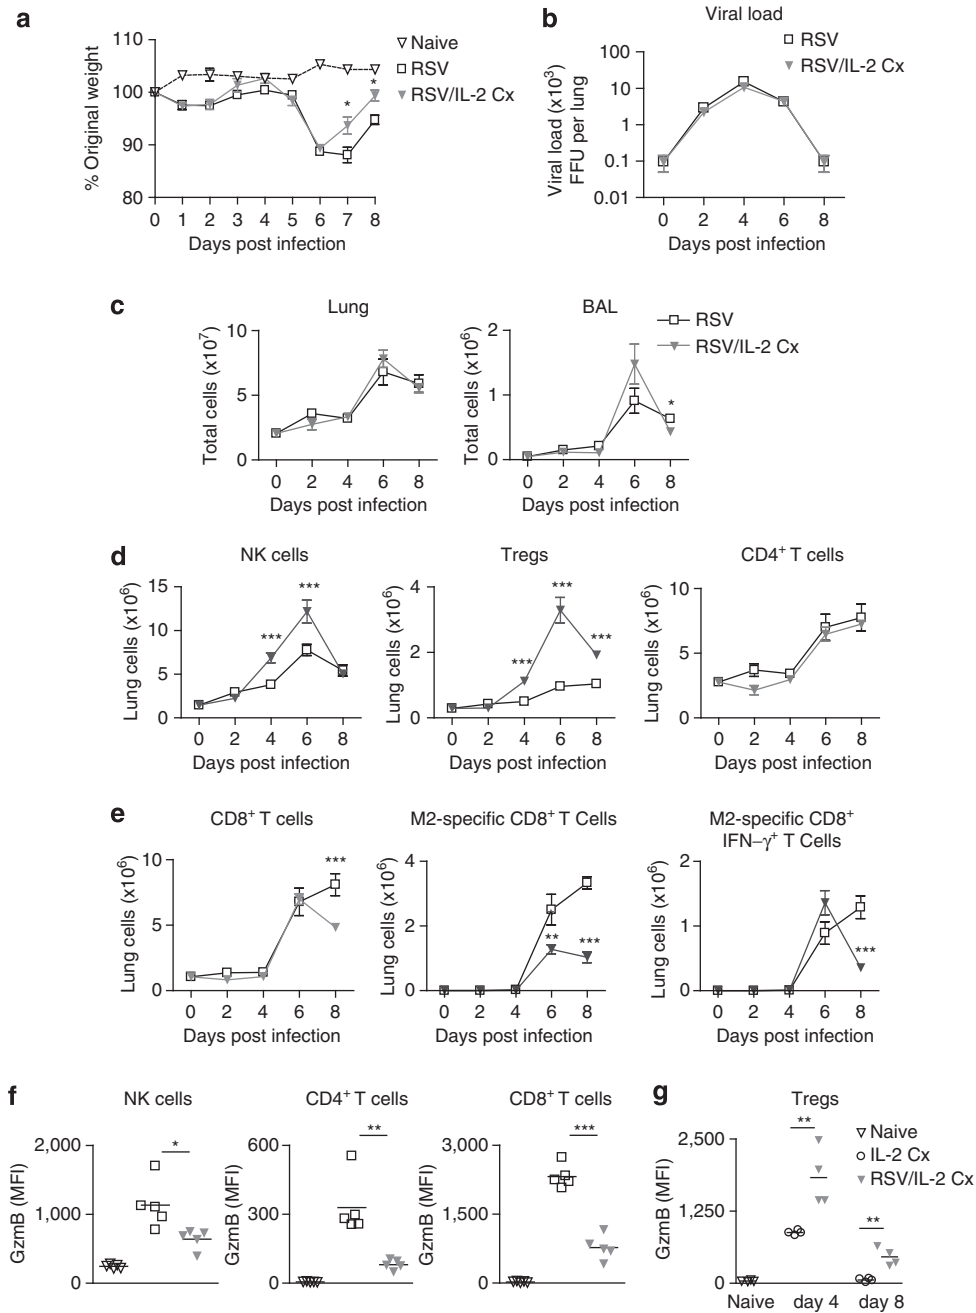 a
110
100
90
80
% Original weight
0 1 2 3 4 5 6 7 8
Days post infection
Naive
RSV
RSV/IL-2 Cx
*
*
b
Viral load
100
10
1
0.1
0.01
Viral load (x10³)
FFU per lung
0 2 4 6 8
Days post infection
RSV
RSV/IL-2 Cx
c
Lung
10
5
0
Total cells (x10⁷)
0 2 4 6 8
Days post infection
BAL
2
1
0
Total cells (x10⁶)
*
0 2 4 6 8
Days post infection
RSV
RSV/IL-2 Cx
d
NK cells
15
10
5
0
Lung cells (x10⁶)
***
***
0 2 4 6 8
Days post infection
Tregs
4
2
0
Lung cells (x10⁶)
***
***
***
0 2 4 6 8
Days post infection
CD4⁺ T cells
10
5
0
Lung cells (x10⁶)
0 2 4 6 8
Days post infection
e
CD8⁺ T cells
10
5
0
Lung cells (x10⁶)
***
0 2 4 6 8
Days post infection
M2-specific CD8⁺ T Cells
4
2
0
Lung cells (x10⁶)
**
***
0 2 4 6 8
Days post infection
M2-specific CD8⁺
IFN–γ⁺ T Cells
2
1
0
Lung cells (x10⁶)
***
0 2 4 6 8
Days post infection
f
NK cells
2,000
1,000
0
GzmB (MFI)
*
CD4⁺ T cells
600
300
0
GzmB (MFI)
**
CD8⁺ T cells
3,000
1,500
0
GzmB (MFI)
***
g
Tregs
2,500
1,250
0
GzmB (MFI)
**
**
Naive day 4 day 8
Naive
IL-2 Cx
RSV/IL-2 Cx